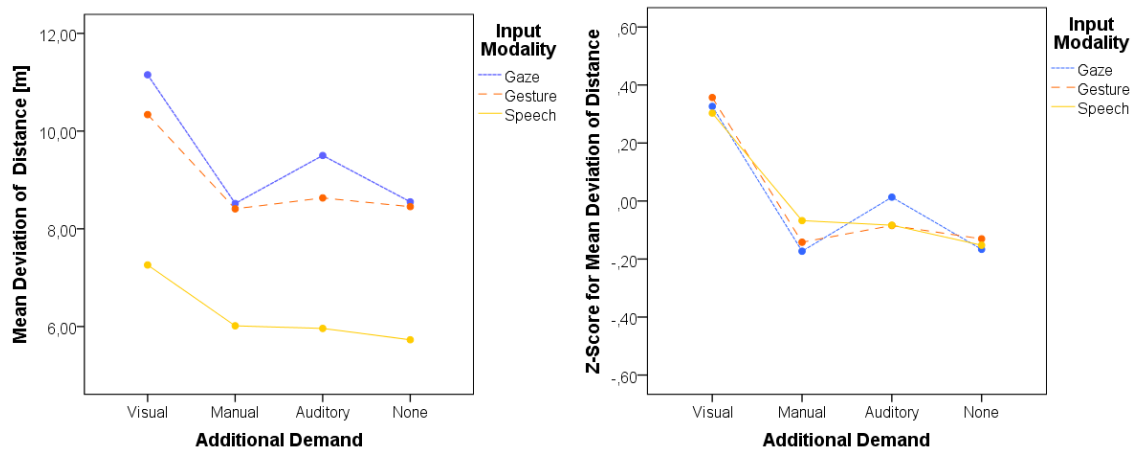 Mean Deviation of Distance [m]
12,00
10,00
8,00
6,00
Visual
Manual
Auditory
None
Additional Demand
Input
Modality
Gaze
Gesture
Speech
Z-Score for Mean Deviation of Distance
,60
,40
,20
,00
-,20
-,40
-,60
Visual
Manual
Auditory
None
Additional Demand
Input
Modality
Gaze
Gesture
Speech